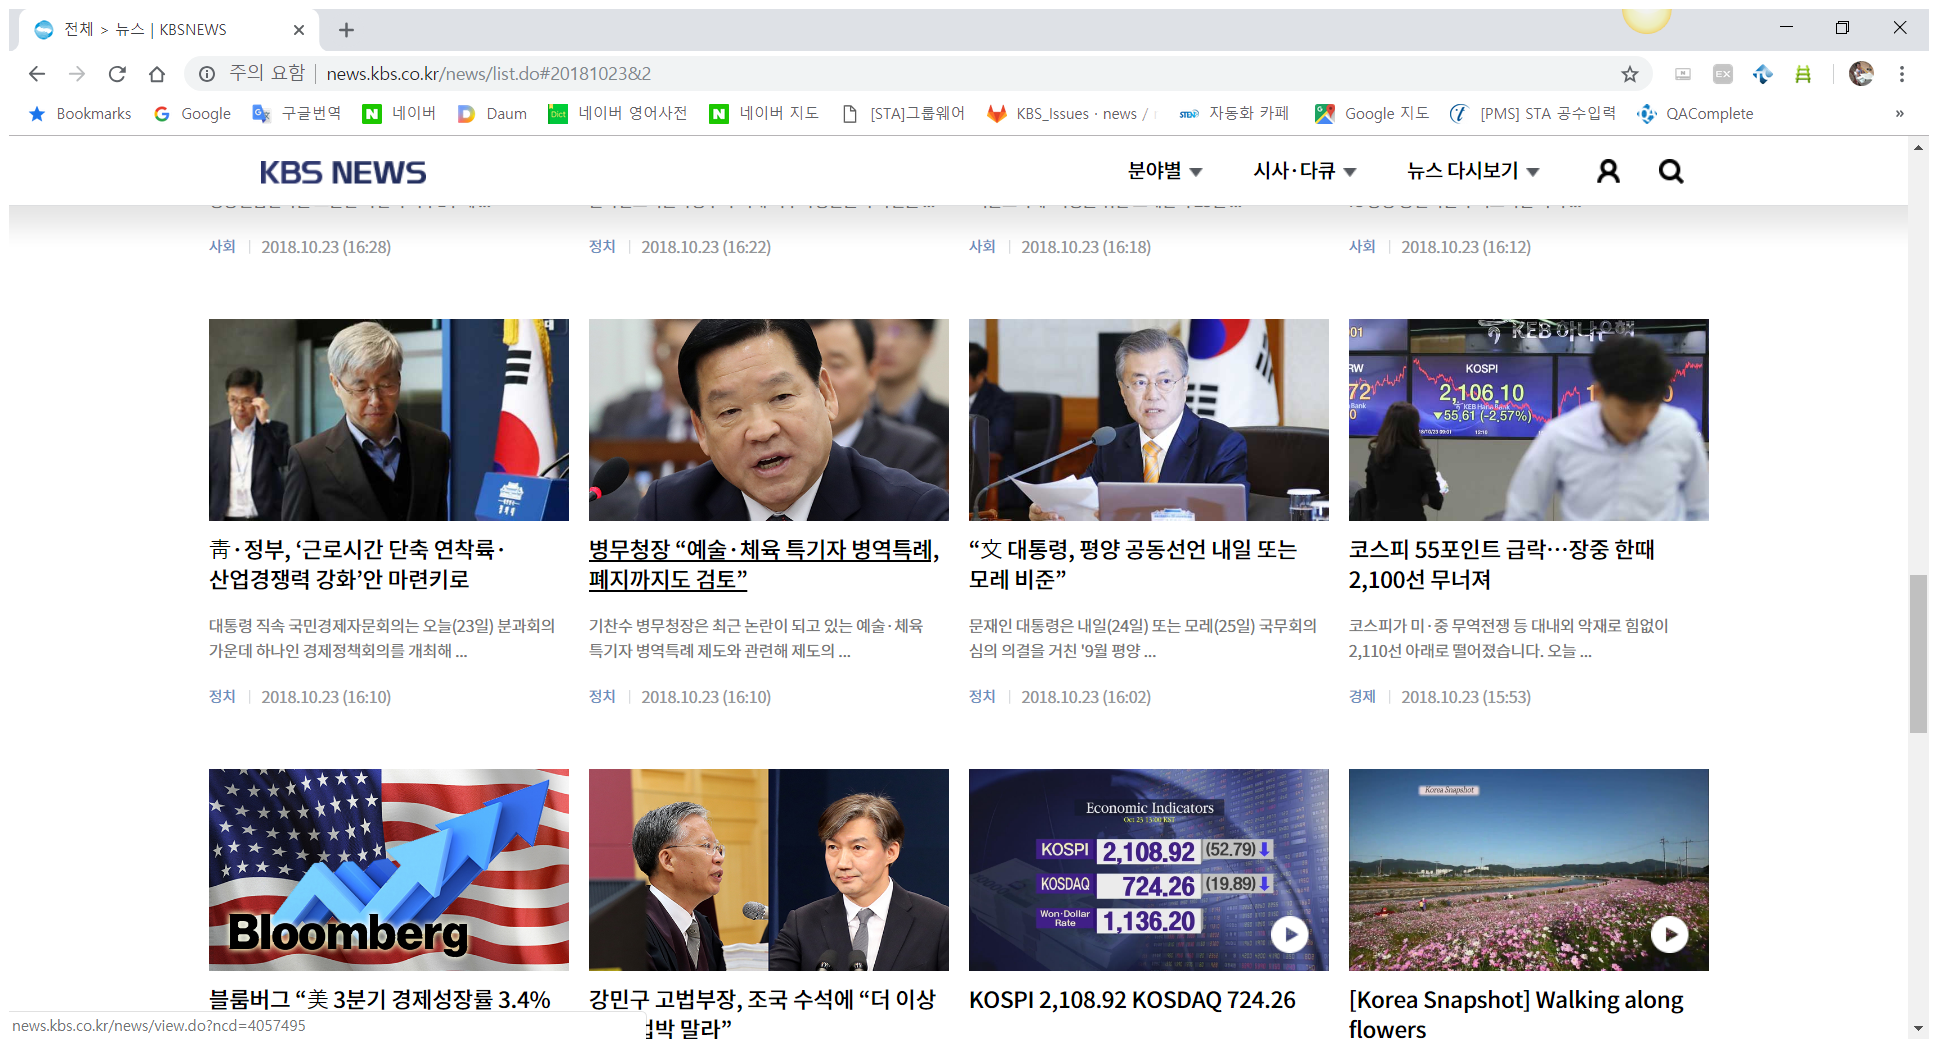 전체 > 뉴스 | KBSNEWS
주의 요함 | news.kbs.co.kr/news/list.do#20181023&2
EX
Bookmarks Google 구글번역 네이버 Daum 네이버 영어사전 네이버 지도 [STA]그룹웨어 KBS_Issues · news / 자동화 카페 Google 지도 [PMS] STA 공수입력 QAComplete »
KBS NEWS 분야별 시사·다큐 뉴스 다시보기
사회 | 2018.10.23 (16:28)
정치 | 2018.10.23 (16:22)
사회 | 2018.10.23 (16:18)
사회 | 2018.10.23 (16:12)
KEB 하나은행
KOSPI
2,106.10
KEB Hana Bank
▼55.61 (-2.57%)
靑·정부, ‘근로시간 단축 연착륙·
산업경쟁력 강화’안 마련키로
대통령 직속 국민경제자문회의는 오늘(23일) 분과회의
가운데 하나인 경제정책회의를 개최해 ...
정치 | 2018.10.23 (16:10)
병무청장 “예술·체육 특기자 병역특례,
폐지까지도 검토”
기찬수 병무청장은 최근 논란이 되고 있는 예술·체육
특기자 병역특례 제도와 관련해 제도의 ...
정치 | 2018.10.23 (16:10)
“文 대통령, 평양 공동선언 내일 또는
모레 비준”
문재인 대통령은 내일(24일) 또는 모레(25일) 국무회의
심의 의결을 거친 '9월 평양 ...
정치 | 2018.10.23 (16:02)
코스피 55포인트 급락…장중 한때
2,100선 무너져
코스피가 미·중 무역전쟁 등 대내외 악재로 힘없이
2,110선 아래로 떨어졌습니다. 오늘 ...
경제 | 2018.10.23 (15:53)
Bloomberg
블룸버그 “美 3분기 경제성장률 3.4%
강민구 고법부장, 조국 수석에 “더 이상
겁박 말라”
Economic Indicators
Oct 23 13:00 KST
KOSPI 2,108.92 (52.79)
KOSDAQ 724.26 (19.89)
Won-Dollar
Rate 1,136.20
KOSPI 2,108.92 KOSDAQ 724.26
Korea Snapshot
[Korea Snapshot] Walking along
flowers
news.kbs.co.kr/news/view.do?ncd=4057495